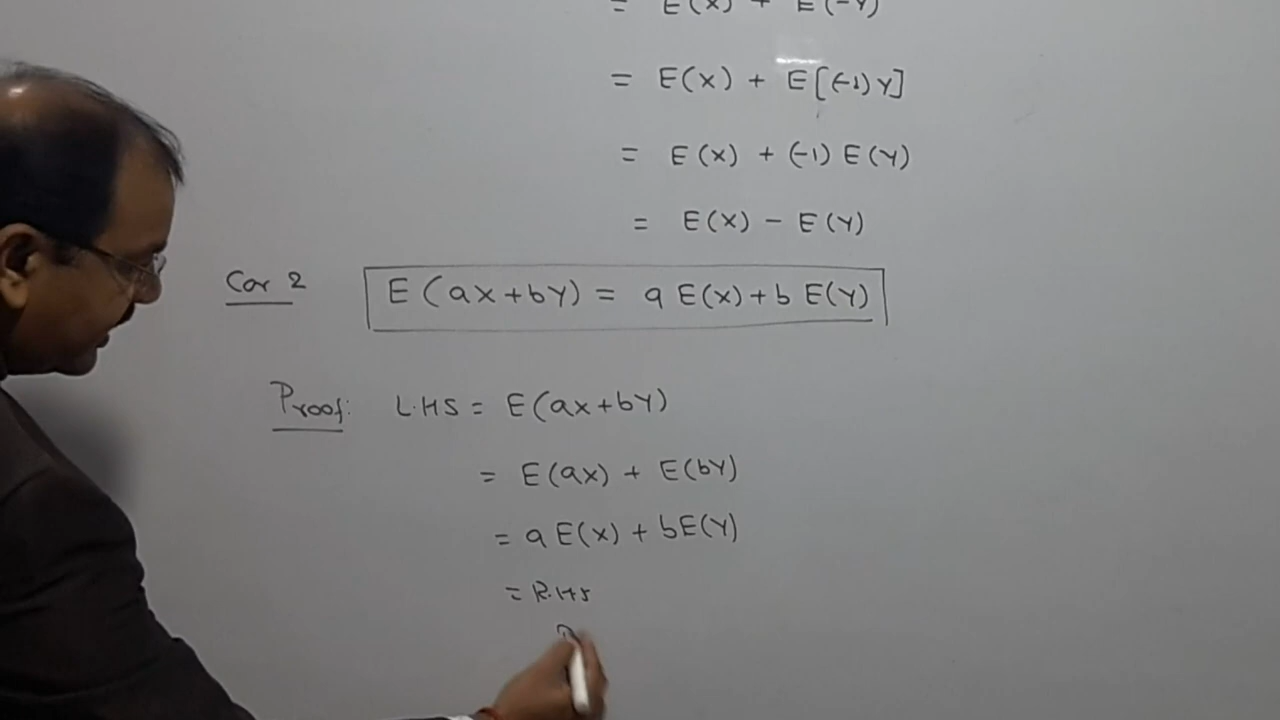 = E(X) + E(-Y)
= E(X) + E[(-1)Y]
= E(X) + (-1) E(Y)
= E(X) - E(Y)
Cor 2 E(aX+bY) = a E(X)+b E(Y)
Proof: L.HS = E(aX+bY)
= E(aX) + E(bY)
= a E(X) + bE(Y)
= R.HS